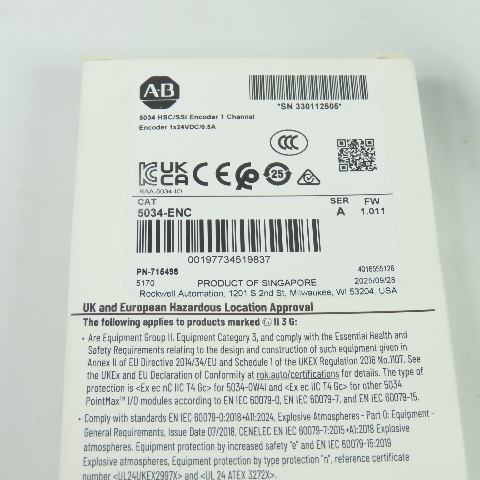 A-B
5034 HSC/SSI Encoder 1 Channel
Encoder 1x24VDC/0.5A
*SN 330112505*
CCC
UK
CA
CE
25
RAA-5034-IO
CAT
5034-ENC
SER
A
FW
1.011
00197734519837
PN-715498
4016555126
5170
PRODUCT OF SINGAPORE
2025/09/28
Rockwell Automation, 1201 S 2nd St, Milwaukee, WI 53204, USA
UK and European Hazardous Location Approval
The following applies to products marked II 3 G:
• Are Equipment Group II, Equipment Category 3, and comply with the Essential Health and
Safety Requirements relating to the design and construction of such equipment given in
Annex II of EU Directive 2014/34/EU and Schedule 1 of the UKEX Regulation 2016 No.1107. See
the UKEx and EU Declaration of Conformity at rok.auto/certifications for details. The type of
protection is <Ex ec nC IIC T4 Gc> for 5034-OW4I and <Ex ec IIC T4 Gc> for other 5034
PointMax™ I/O modules according to EN IEC 60079-0, EN IEC 60079-7, and EN IEC 60079-15.
• Comply with standards EN IEC 60079-0:2018+A11:2024, Explosive Atmospheres - Part 0: Equipment -
General Requirements, Issue Date 07/2018, CENELEC EN IEC 60079-7:2015+A1:2018 Explosive
atmospheres. Equipment protection by increased safety "e" and EN IEC 60079-15:2019
Explosive atmospheres, Equipment protection by type protection "n", reference certificate
number <UL24UKEX2997X> and <UL 24 ATEX 3272X>.